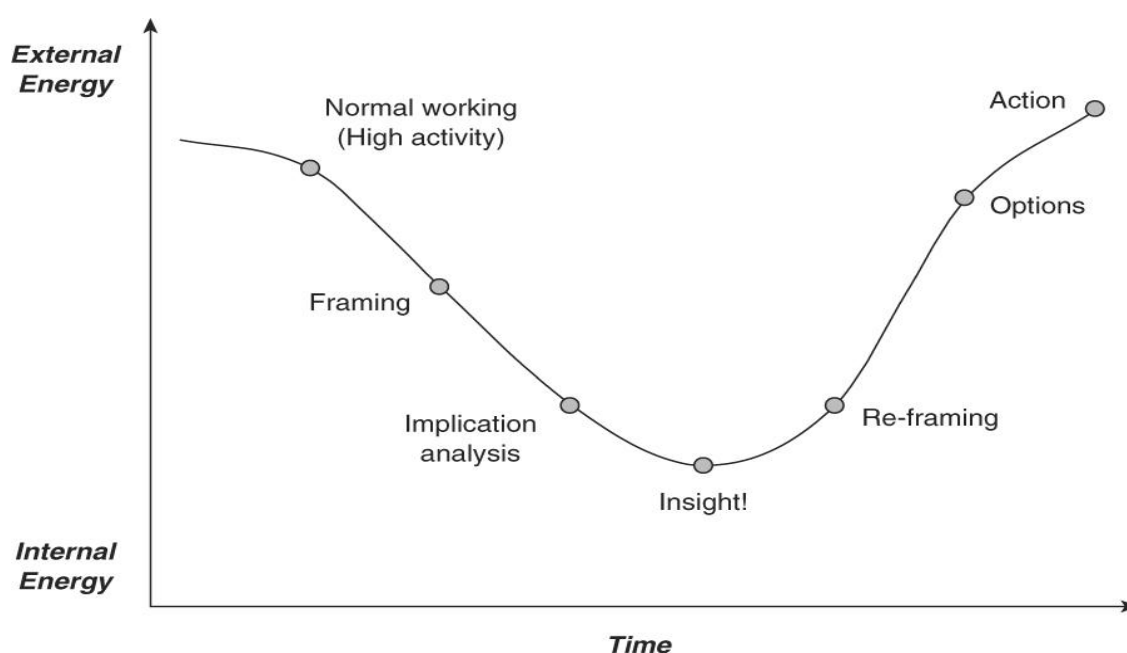 External
Energy
Normal working
(High activity)
Action
Options
Framing
Implication
analysis
Re-framing
Insight!
Internal
Energy
Time